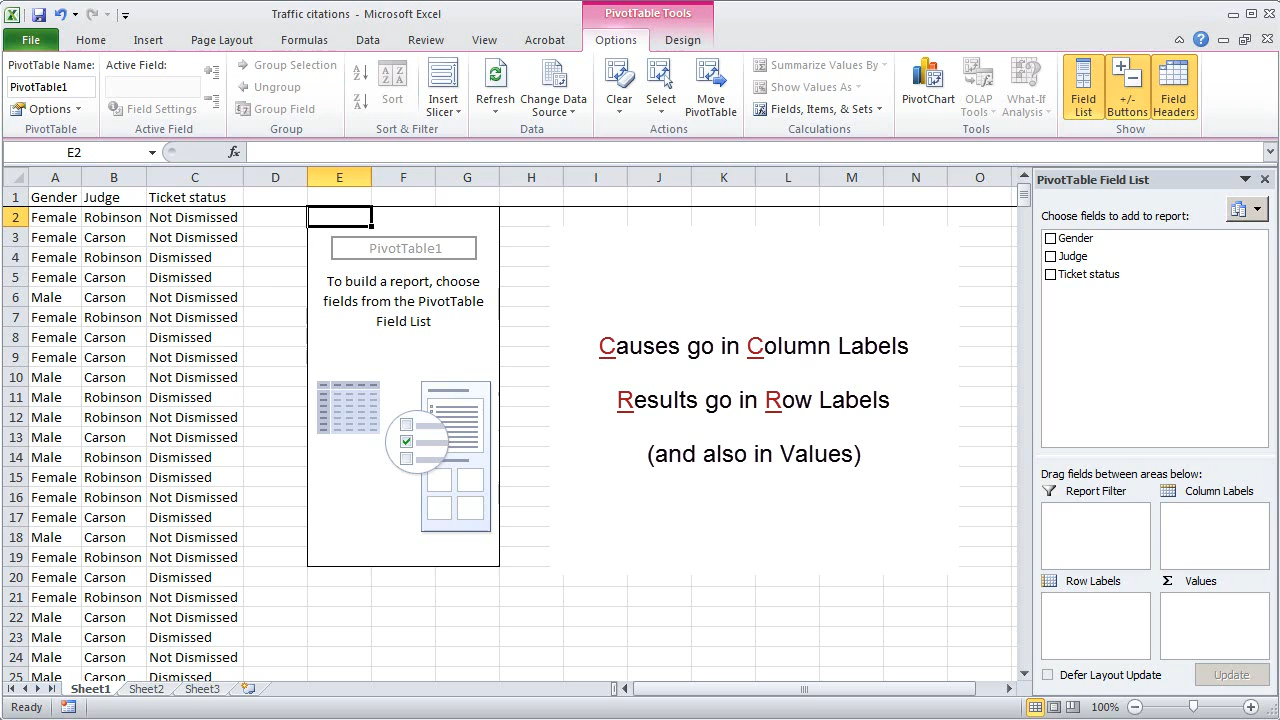 Traffic citations - Microsoft Excel
PivotTable Tools
File Home Insert Page Layout Formulas Data Review View Acrobat Options Design
PivotTable Name:
PivotTable1
Options
PivotTable
Active Field:
Field Settings
Active Field
Group Selection
Ungroup
Group Field
Group
Sort
Insert Slicer
Sort & Filter
Refresh
Change Data Source
Data
Clear
Select
Move PivotTable
Actions
Summarize Values By
Show Values As
Fields, Items, & Sets
Calculations
PivotChart
OLAP Tools
What-If Analysis
Tools
Field List
+/- Buttons
Field Headers
Show
E2
fx
A B C D E F G H I J K L M N O
1 Gender Judge Ticket status
2 Female Robinson Not Dismissed
3 Female Carson Not Dismissed
4 Female Robinson Dismissed
5 Female Carson Dismissed
6 Male Carson Not Dismissed
7 Female Robinson Not Dismissed
8 Female Carson Dismissed
9 Female Carson Not Dismissed
10 Male Carson Not Dismissed
11 Male Robinson Dismissed
12 Male Robinson Not Dismissed
13 Male Carson Not Dismissed
14 Male Carson Dismissed
15 Female Robinson Dismissed
16 Male Robinson Not Dismissed
17 Female Carson Dismissed
18 Male Carson Not Dismissed
19 Female Robinson Not Dismissed
20 Female Carson Dismissed
21 Female Robinson Not Dismissed
22 Male Carson Not Dismissed
23 Male Carson Dismissed
24 Male Carson Not Dismissed
25 Male Carson Dismissed
PivotTable1
To build a report, choose
fields from the PivotTable
Field List
Causes go in Column Labels
Results go in Row Labels
(and also in Values)
PivotTable Field List
Choose fields to add to report:
Gender
Judge
Ticket status
Drag fields between areas below:
Report Filter
Column Labels
Row Labels
Σ Values
Defer Layout Update
Update
Sheet1 Sheet2 Sheet3
Ready
100%